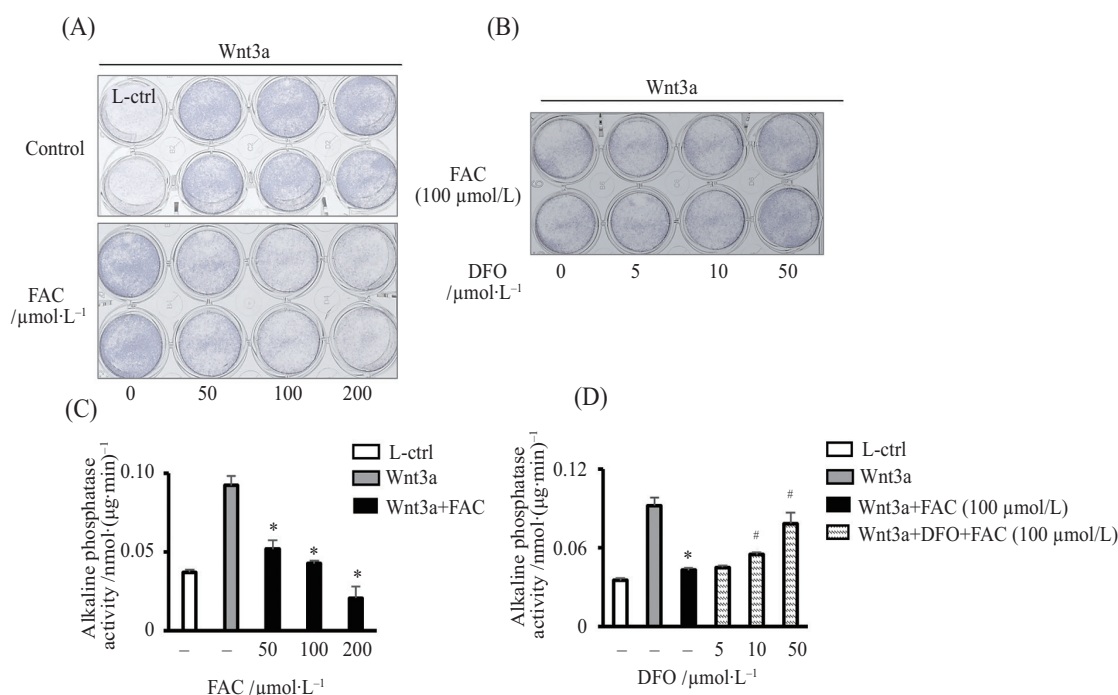 (A)
Wnt3a
L-ctrl
Control
FAC
/µmol·L⁻¹
0 50 100 200
(B)
Wnt3a
FAC
(100 µmol/L)
DFO
/µmol·L⁻¹
0 5 10 50
(C)
Alkaline phosphatase
activity /nmol·(µg·min)⁻¹
0.10
0.05
0
L-ctrl
Wnt3a
Wnt3a+FAC
* * *
– – 50 100 200
FAC /µmol·L⁻¹
(D)
Alkaline phosphatase
activity /nmol·(µg·min)⁻¹
0.12
0.06
0
L-ctrl
Wnt3a
Wnt3a+FAC (100 µmol/L)
Wnt3a+DFO+FAC (100 µmol/L)
* # #
– – – 5 10 50
DFO /µmol·L⁻¹